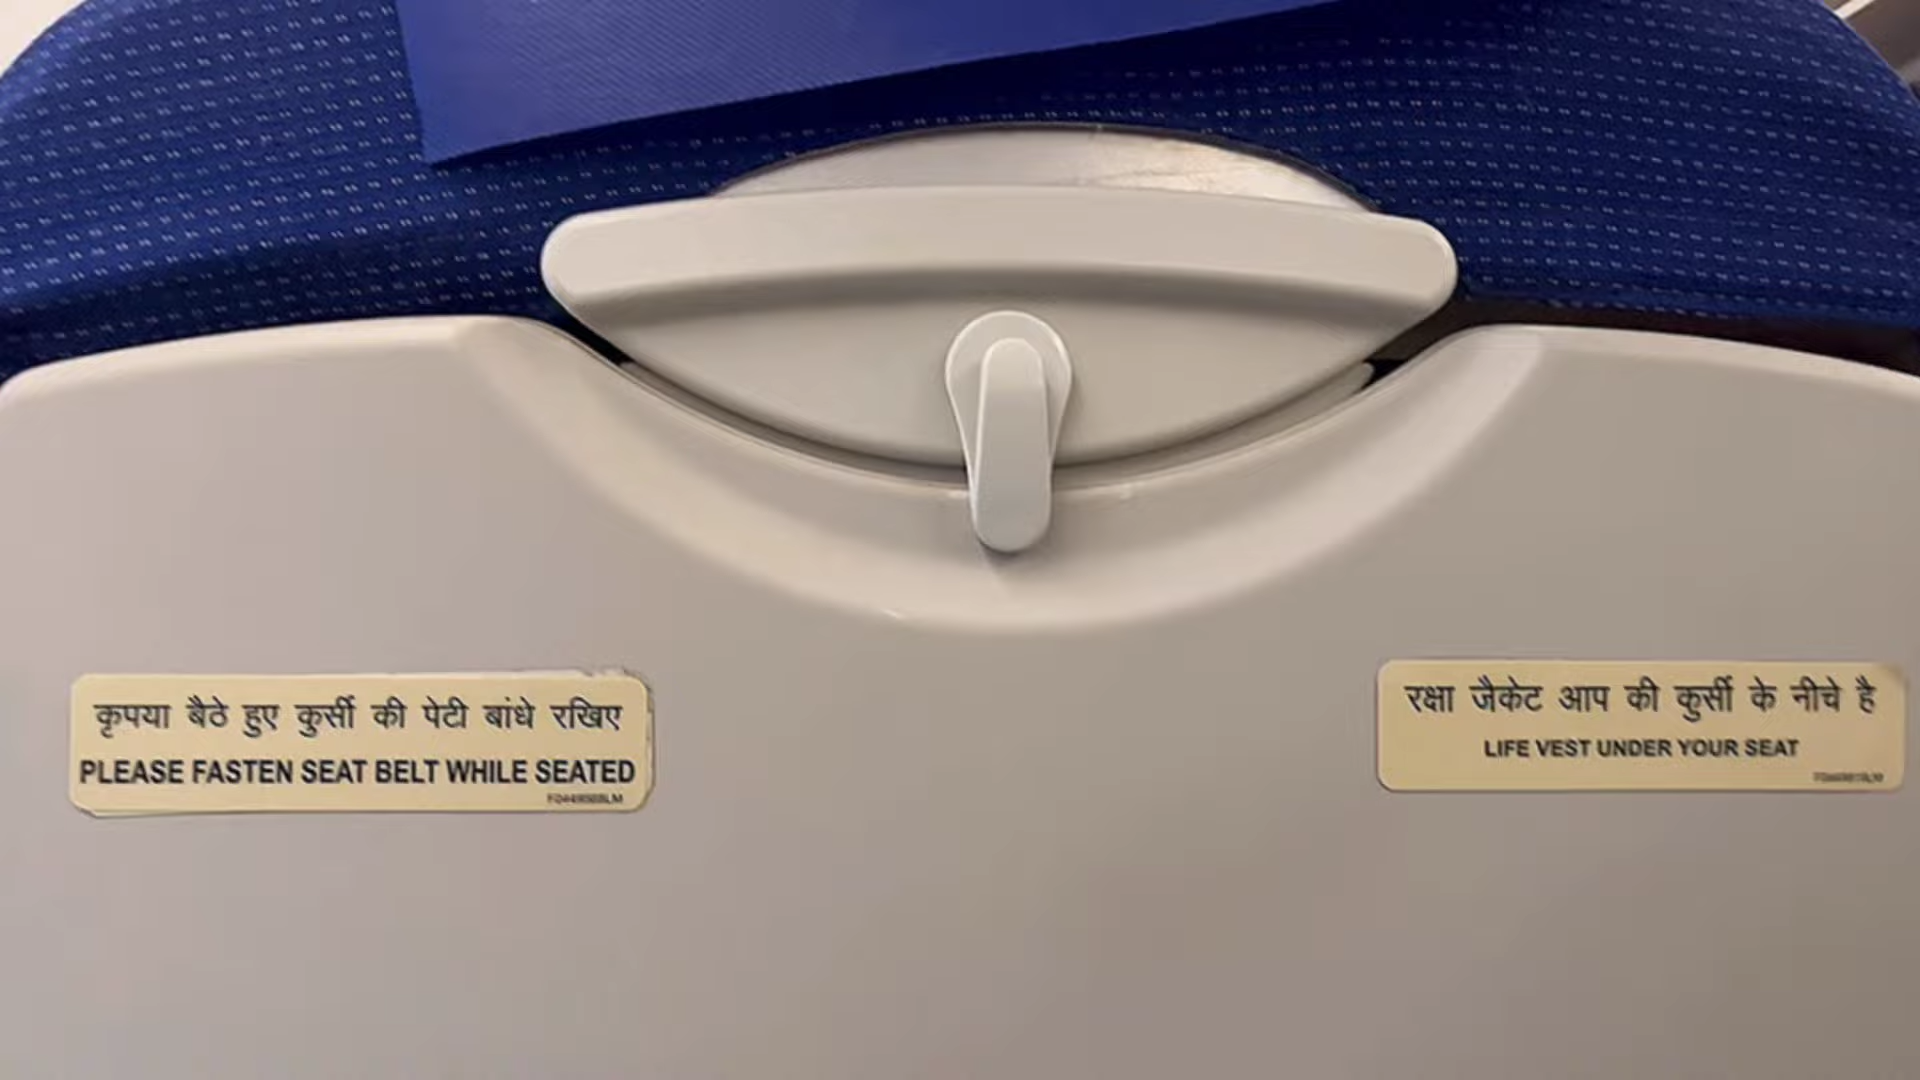 कृपया बैठे हुए कुर्सी की पेटी बांधे रखिए
PLEASE FASTEN SEAT BELT WHILE SEATED
रक्षा जैकेट आप की कुर्सी के नीचे है
LIFE VEST UNDER YOUR SEAT